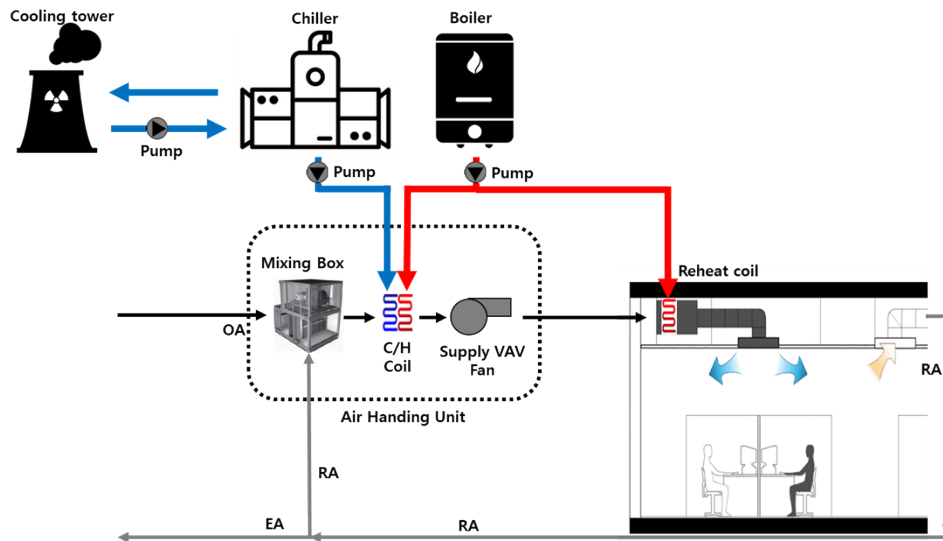 Cooling tower
Chiller
Boiler
Pump
Pump
Pump
Mixing Box
Reheat coil
OA
C/H
Coil
Supply VAV
Fan
RA
Air Handing Unit
RA
EA
RA